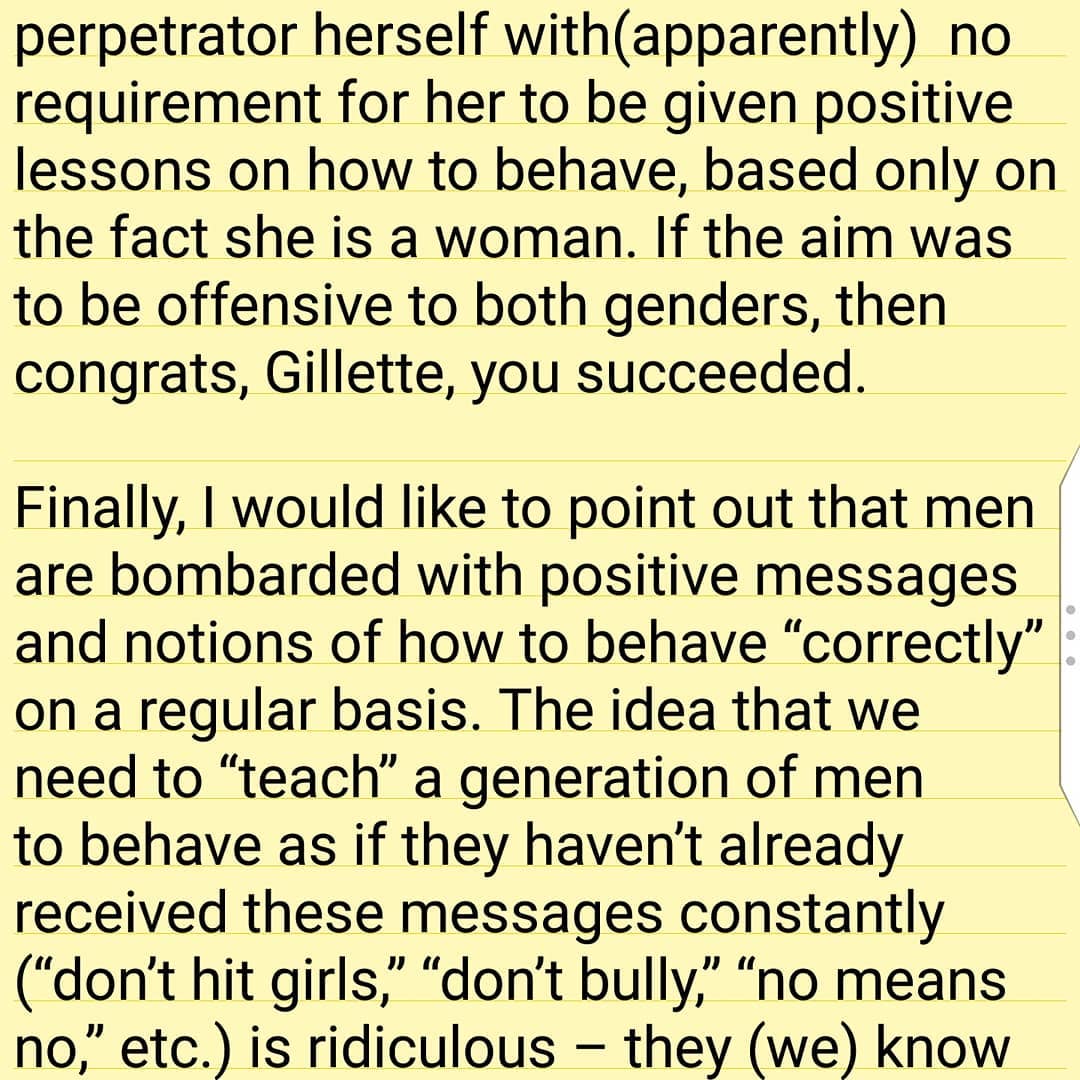 perpetrator herself with(apparently)  no
requirement for her to be given positive
lessons on how to behave, based only on
the fact she is a woman. If the aim was
to be offensive to both genders, then
congrats, Gillette, you succeeded.
Finally, I would like to point out that men
are bombarded with positive messages
and notions of how to behave “correctly”
on a regular basis. The idea that we
need to “teach” a generation of men
to behave as if they haven’t already
received these messages constantly
(“don’t hit girls,” “don’t bully,” “no means
no,” etc.) is ridiculous – they (we) know